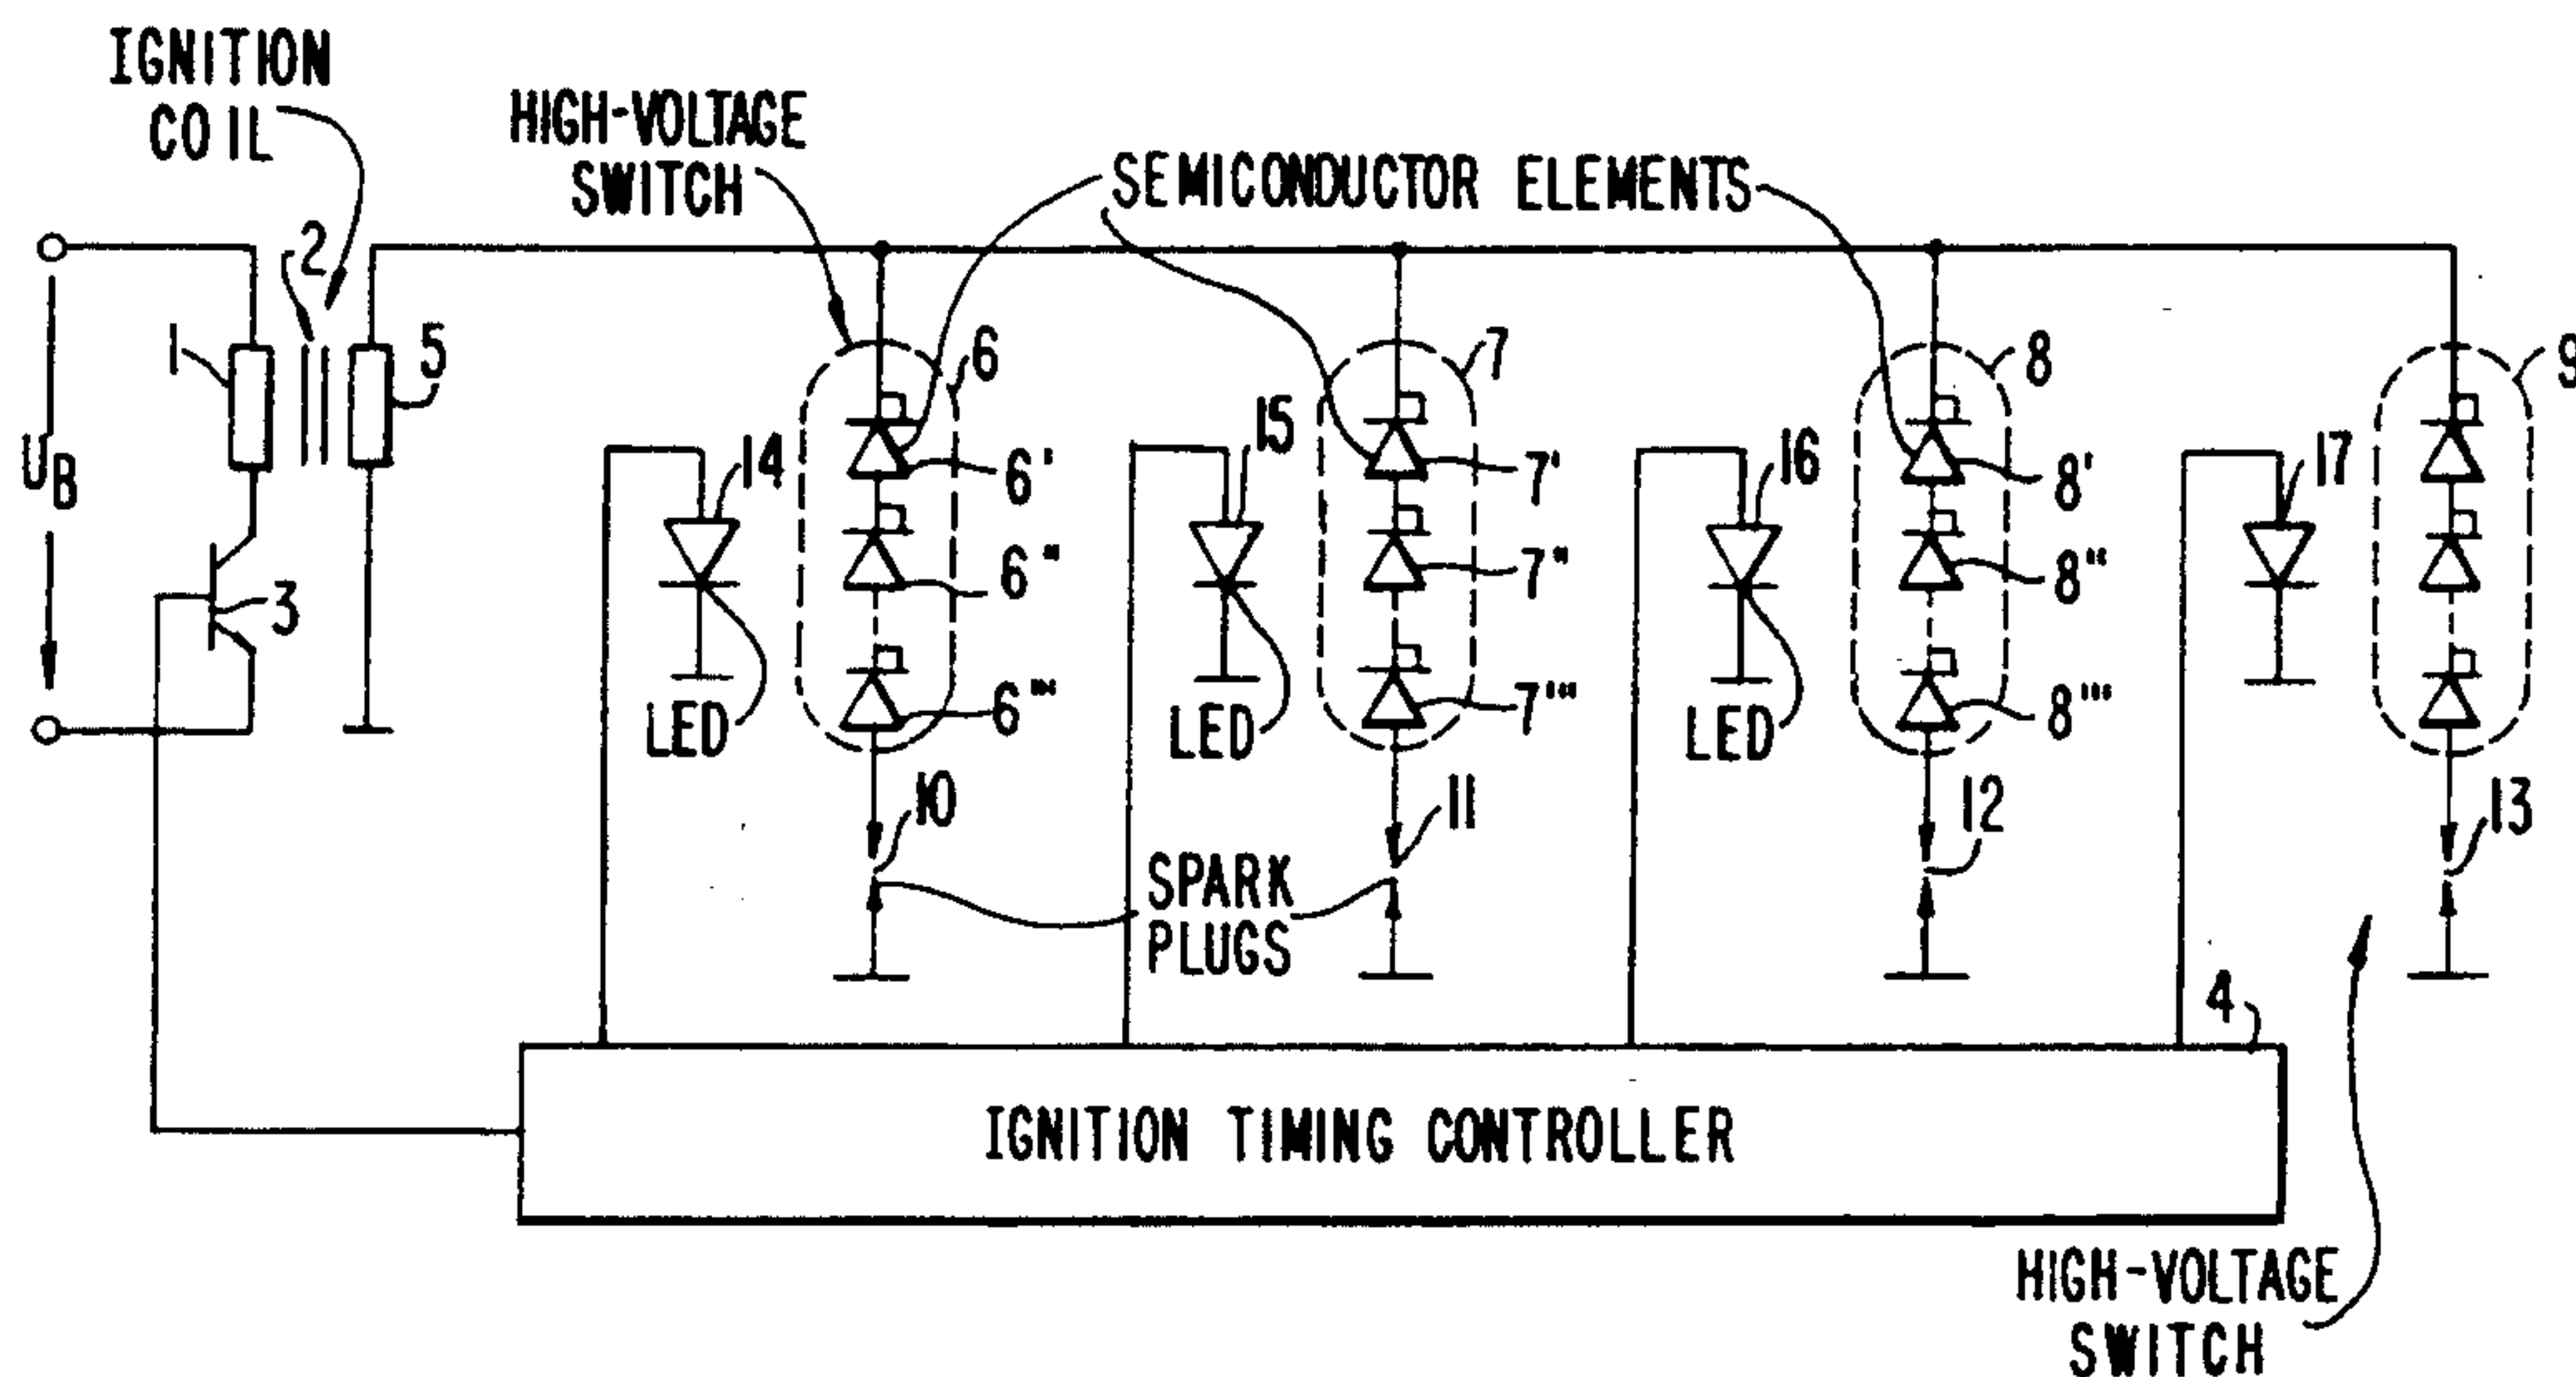 IGNITION
COIL
HIGH-VOLTAGE
SWITCH
SEMICONDUCTOR ELEMENTS
2
1
5
6
7
8
9
U_B
3
14
6'
6"
6"'
15
7'
7"
7"'
16
8'
8"
8"'
17
LED
LED
LED
10
11
12
13
SPARK
PLUGS
4
IGNITION TIMING CONTROLLER
HIGH-VOLTAGE
SWITCH